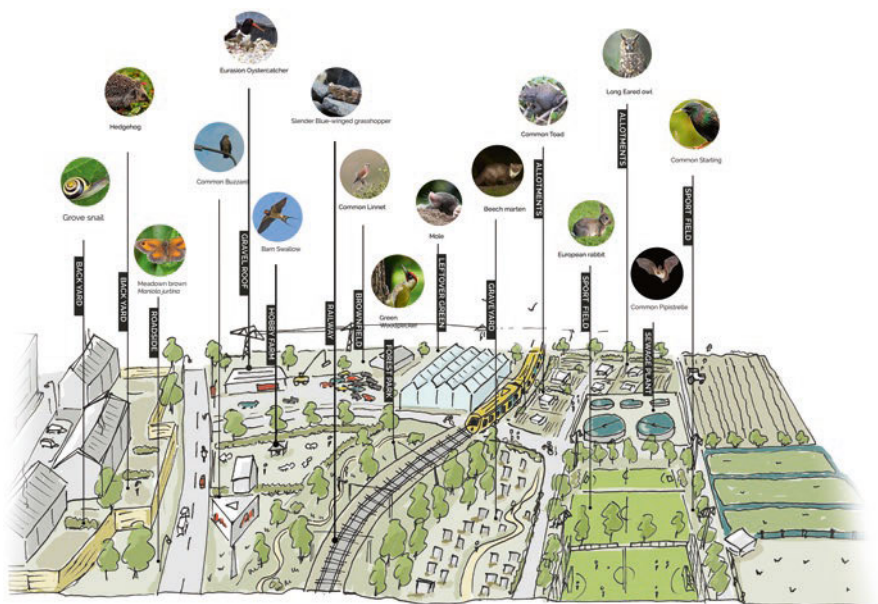 Eurasion Oystercatcher
Long Eared owl
Slender Blue-winged grasshopper
Hedgehog
Common Toad
Common Starling
Common Buzzard
Common Linnet
Beech marten
Grove snail
Mole
Barn Swallow
European rabbit
Meadown brown
Maniola jurtina
Green
Woodpecker
Common Pipistrelle
BACK YARD
BACK YARD
ROADSIDE
GRAVEL ROOF
HOBBY FARM
RAILWAY
BROWNFIELD
FOREST PARK
LEFTOVER GREEN
GRAVEYARD
ALLOTMENTS
SPORT FIELD
ALLOTMENTS
SEWAGE PLANT
SPORT FIELD